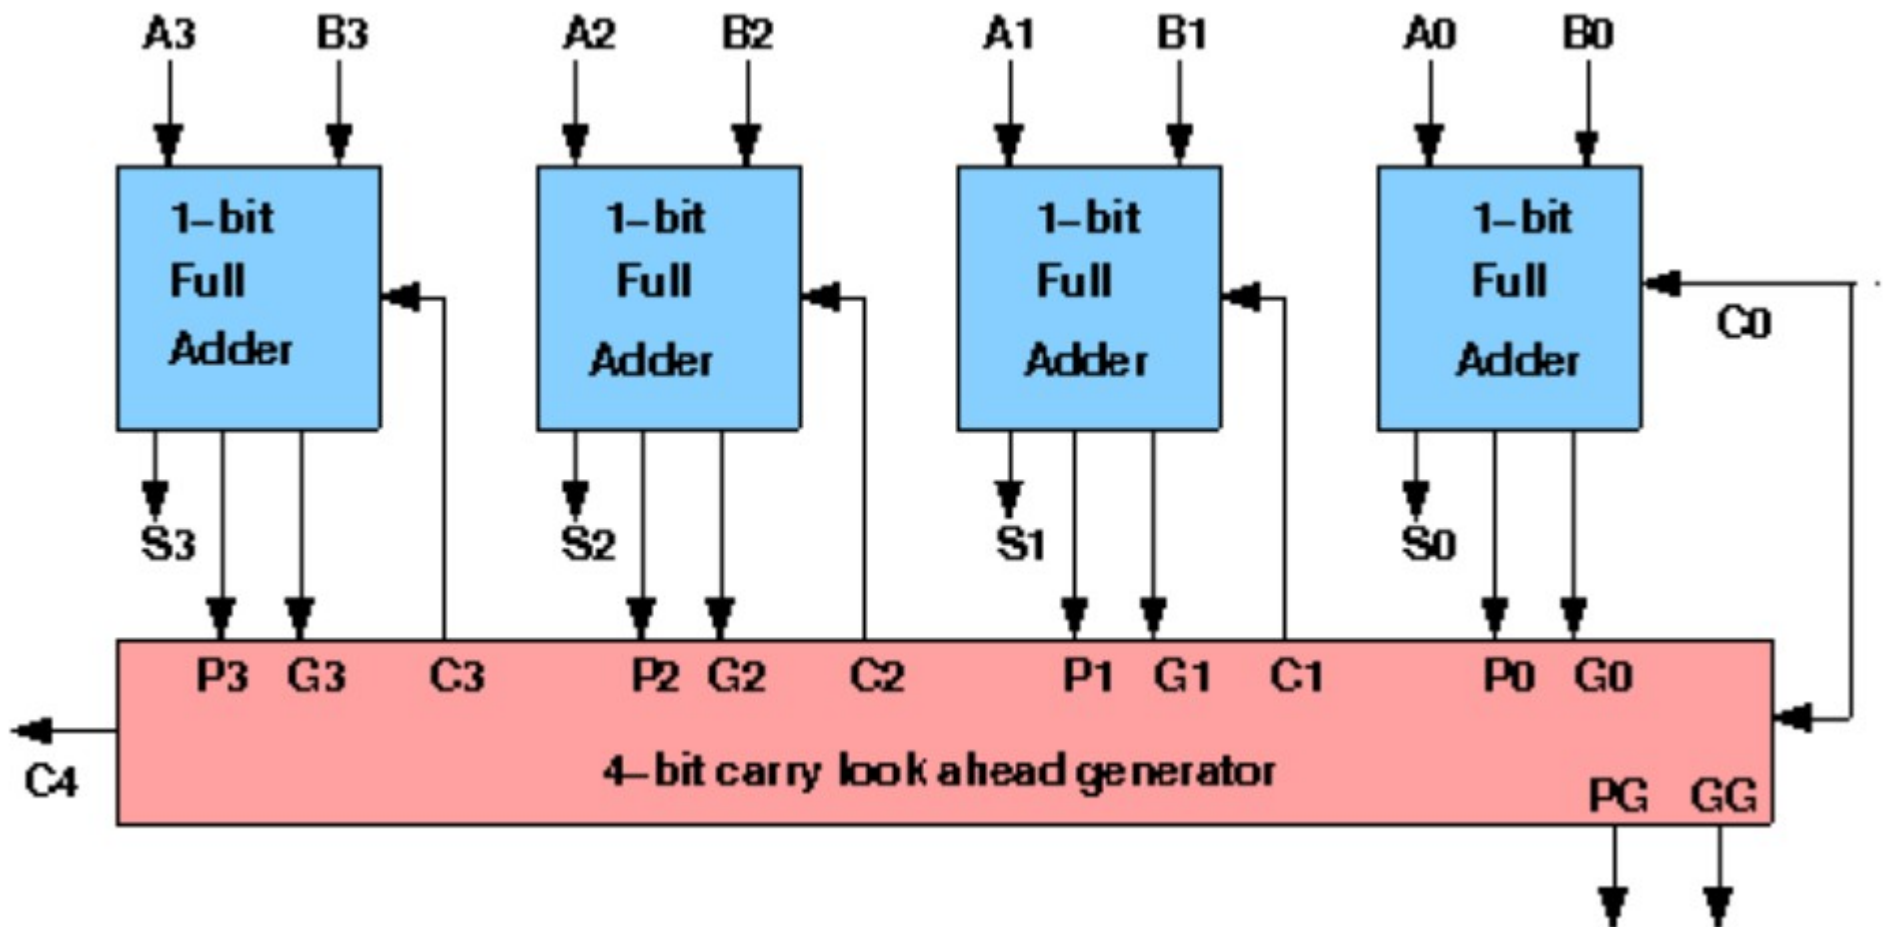 A3 B3 A2 B2 A1 B1 A0 B0
1-bit Full Adder
1-bit Full Adder
1-bit Full Adder
1-bit Full Adder
C0
S3 S2 S1 S0
P3 G3 C3 P2 G2 C2 P1 G1 C1 P0 G0
4-bit carry look ahead generator
C4
PG GG